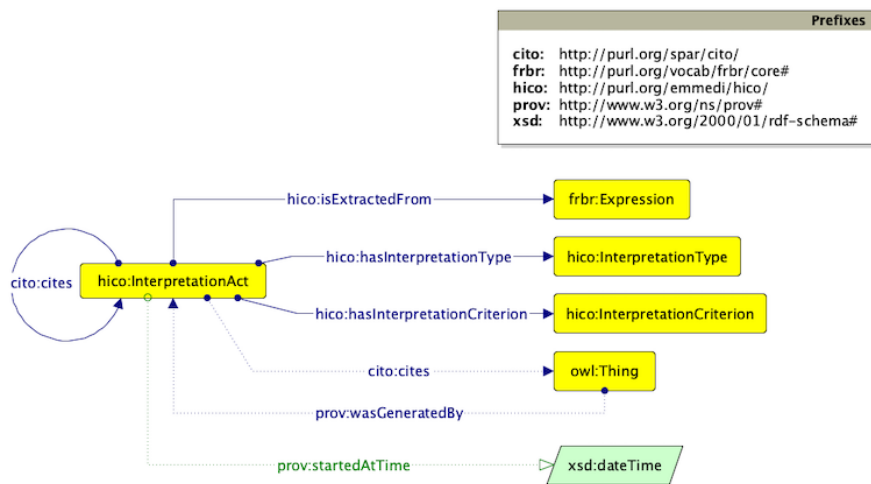 Prefixes
cito: http://purl.org/spar/cito/
frbr: http://purl.org/vocab/frbr/core#
hico: http://purl.org/emmedi/hico/
prov: http://www.w3.org/ns/prov#
xsd: http://www.w3.org/2000/01/rdf-schema#
hico:isExtractedFrom
frbr:Expression
hico:hasInterpretationType
hico:InterpretationType
cito:cites
hico:InterpretationAct
hico:hasInterpretationCriterion
hico:InterpretationCriterion
cito:cites
owl:Thing
prov:wasGeneratedBy
prov:startedAtTime
xsd:dateTime